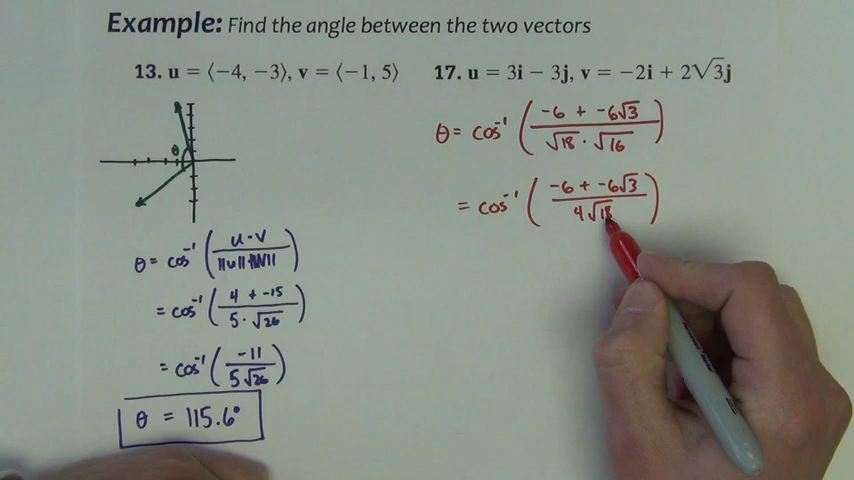 Example: Find the angle between the two vectors
13. u = ⟨−4, −3⟩, v = ⟨−1, 5⟩
θ
θ = cos⁻¹ (u · v / ||u|| ||v||)
= cos⁻¹ (4 + -15 / 5 · √26)
= cos⁻¹ (-11 / 5√26)
θ = 115.6°
17. u = 3i − 3j, v = −2i + 2√3j
θ = cos⁻¹ (-6 + -6√3 / √18 · √16)
= cos⁻¹ (-6 + -6√3 / 4√18)